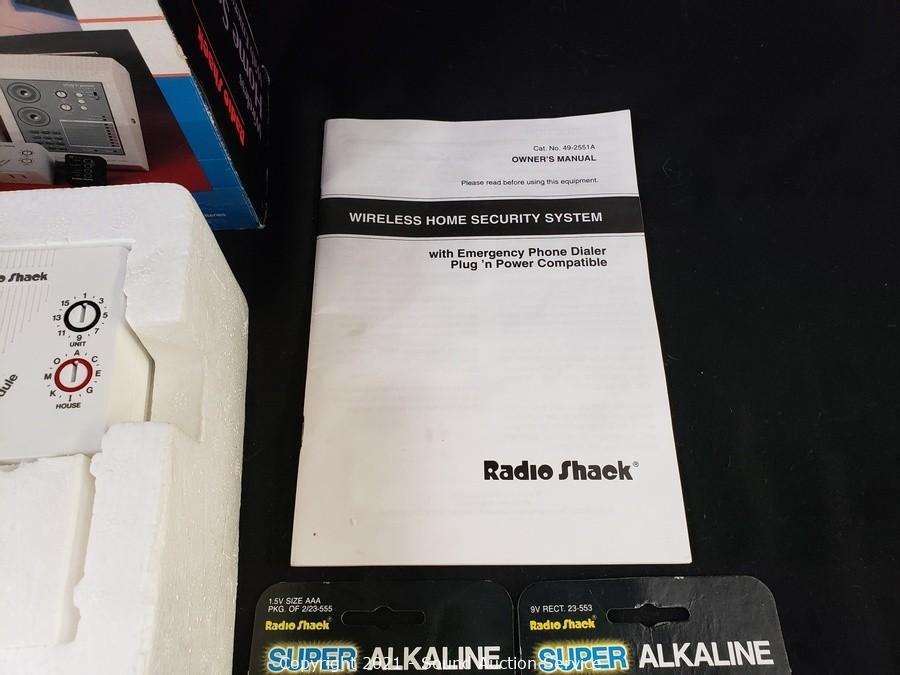 Radio Shack
Cat. No. 49-2551A
OWNER'S MANUAL
Please read before using this equipment.
WIRELESS HOME SECURITY SYSTEM
with Emergency Phone Dialer
Plug 'n Power Compatible
Radio Shack®
Radio Shack
1
3
5
7
9
11
13
15
UNIT
A
C
E
G
I
K
M
O
HOUSE
1.5V SIZE AAA
PKG. OF 2/23-555
Radio Shack®
SUPER ALKALINE
9V RECT. 23-553
Radio Shack®
SUPER ALKALINE
Copyright 2021 - Sound Auction Service